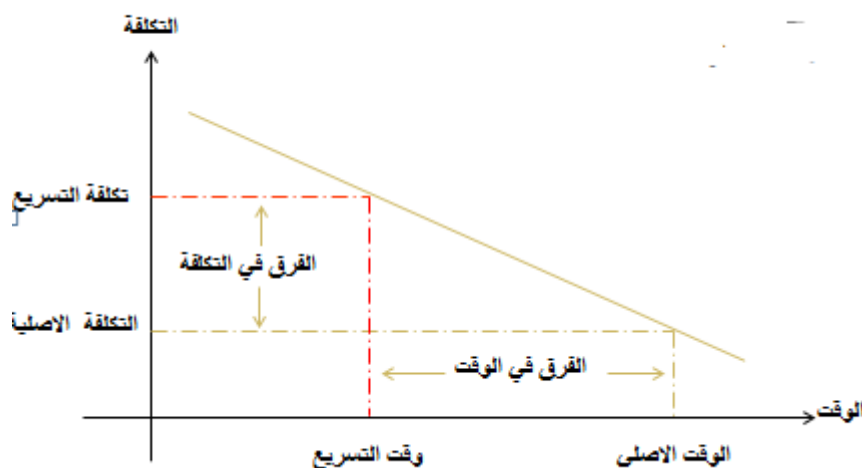 التكلفة
تكلفة التسريع
الفرق في التكلفة
التكلفة الاصلية
الفرق في الوقت
الوقت
وقت التسريع
الوقت الاصلى